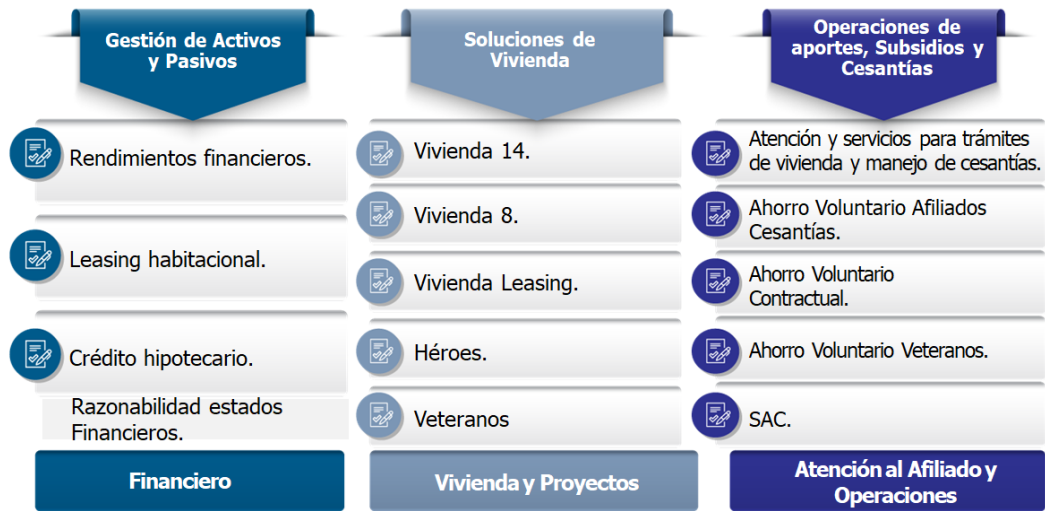 Gestión de Activos
y Pasivos
Rendimientos financieros.
Leasing habitacional.
Crédito hipotecario.
Razonabilidad estados
Financieros.
Financiero
Soluciones de
Vivienda
Vivienda 14.
Vivienda 8.
Vivienda Leasing.
Héroes.
Veteranos
Vivienda y Proyectos
Operaciones de
aportes, Subsidios y
Cesantías
Atención y servicios para trámites
de vivienda y manejo de cesantías.
Ahorro Voluntario Afiliados
Cesantías.
Ahorro Voluntario
Contractual.
Ahorro Voluntario Veteranos.
SAC.
Atención al Afiliado y
Operaciones